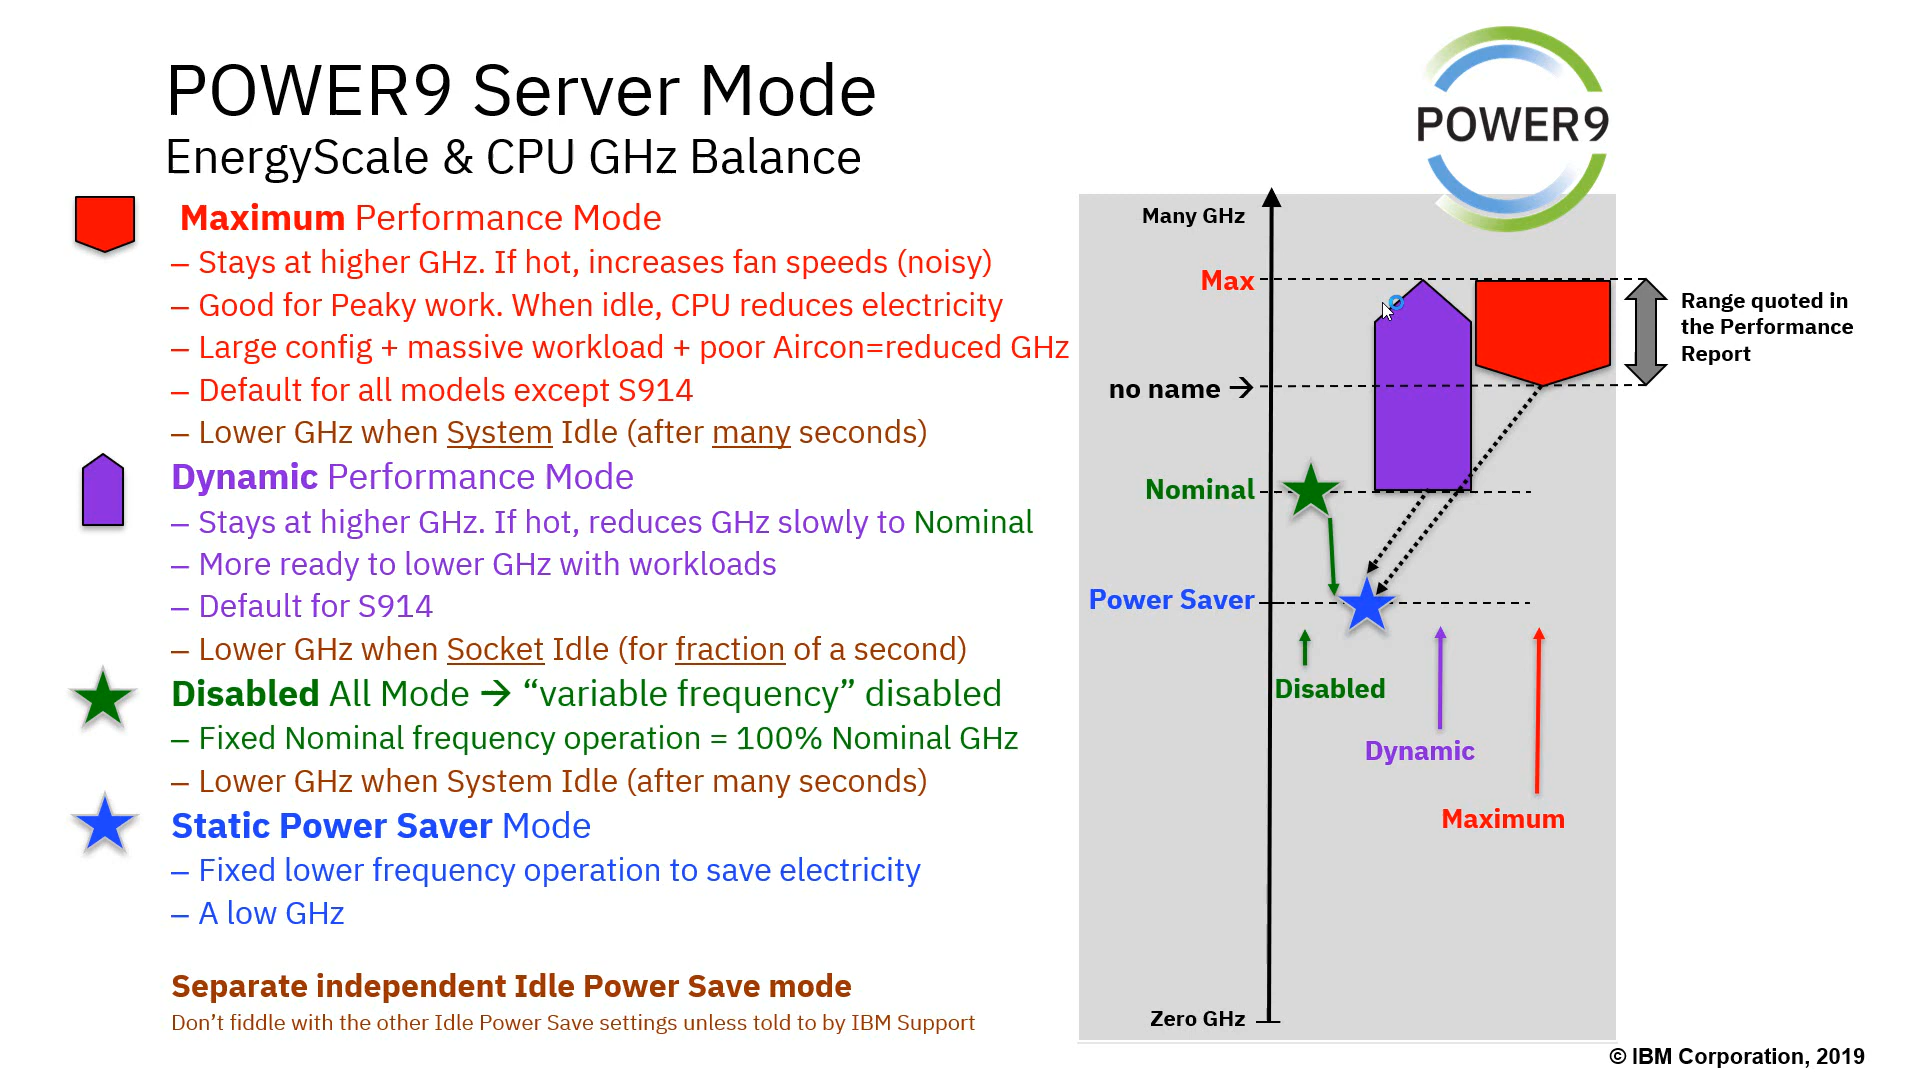 POWER9 Server Mode
EnergyScale & CPU GHz Balance
POWER9
Maximum Performance Mode
– Stays at higher GHz. If hot, increases fan speeds (noisy)
– Good for Peaky work. When idle, CPU reduces electricity
– Large config + massive workload + poor Aircon=reduced GHz
– Default for all models except S914
– Lower GHz when System Idle (after many seconds)
Dynamic Performance Mode
– Stays at higher GHz. If hot, reduces GHz slowly to Nominal
– More ready to lower GHz with workloads
– Default for S914
– Lower GHz when Socket Idle (for fraction of a second)
Disabled All Mode → “variable frequency” disabled
– Fixed Nominal frequency operation = 100% Nominal GHz
– Lower GHz when System Idle (after many seconds)
Static Power Saver Mode
– Fixed lower frequency operation to save electricity
– A low GHz
Separate independent Idle Power Save mode
Don’t fiddle with the other Idle Power Save settings unless told to by IBM Support
Many GHz
Max
no name →
Nominal
Power Saver
Zero GHz
Disabled
Dynamic
Maximum
Range quoted in
the Performance
Report
© IBM Corporation, 2019